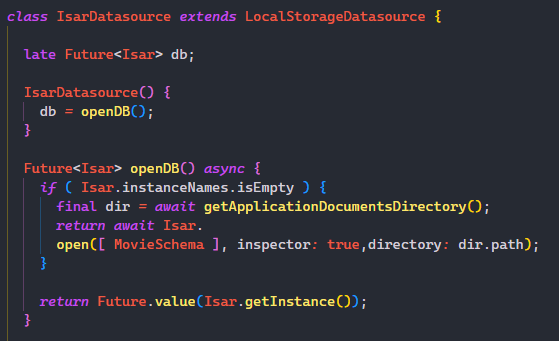 class IsarDatasource extends LocalStorageDatasource {
late Future<Isar> db;
IsarDatasource() {
db = openDB();
}
Future<Isar> openDB() async {
if ( Isar.instanceNames.isEmpty ) {
final dir = await getApplicationDocumentsDirectory();
return await Isar.
open([ MovieSchema ], inspector: true,directory: dir.path);
}
return Future.value(Isar.getInstance());
}